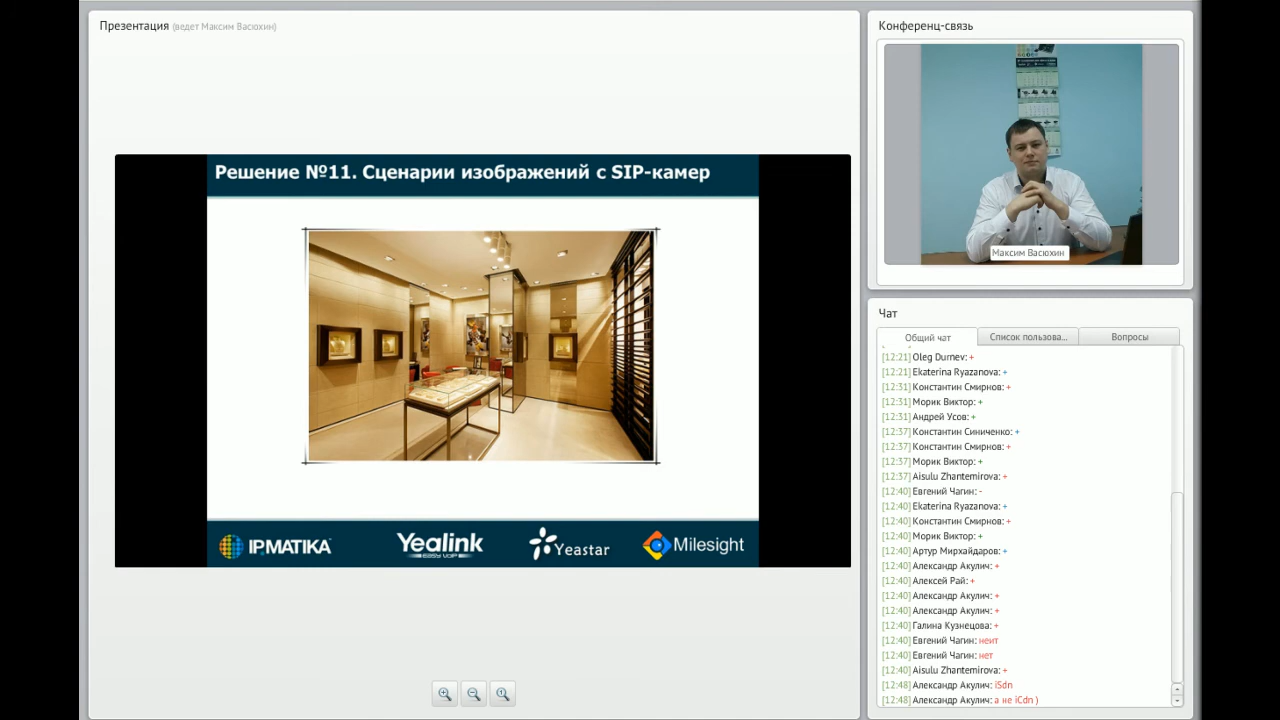 Презентация (ведет Максим Васюхин)
Решение №11. Сценарии изображений с SIP-камер
IPMATIKA
Yealink
EASY VOIP
Yeastar
Milesight
Конференц-связь
Максим Васюхин
Чат
Общий чат
Список пользова...
Вопросы
[12:21] Oleg Durnev: +
[12:21] Ekaterina Ryazanova: +
[12:31] Константин Смирнов: +
[12:31] Морик Виктор: +
[12:31] Андрей Усов: +
[12:37] Константин Синиченко: +
[12:37] Константин Смирнов: +
[12:37] Морик Виктор: +
[12:37] Aisulu Zhantemirova: +
[12:40] Евгений Чагин: -
[12:40] Ekaterina Ryazanova: +
[12:40] Константин Смирнов: +
[12:40] Морик Виктор: +
[12:40] Артур Мирхайдаров: +
[12:40] Александр Акулич: +
[12:40] Алексей Рай: +
[12:40] Александр Акулич: +
[12:40] Александр Акулич: +
[12:40] Галина Кузнецова: +
[12:40] Евгений Чагин: неит
[12:40] Евгений Чагин: нет
[12:40] Aisulu Zhantemirova: +
[12:48] Александр Акулич: iSdn
[12:48] Александр Акулич: а не iCdn )